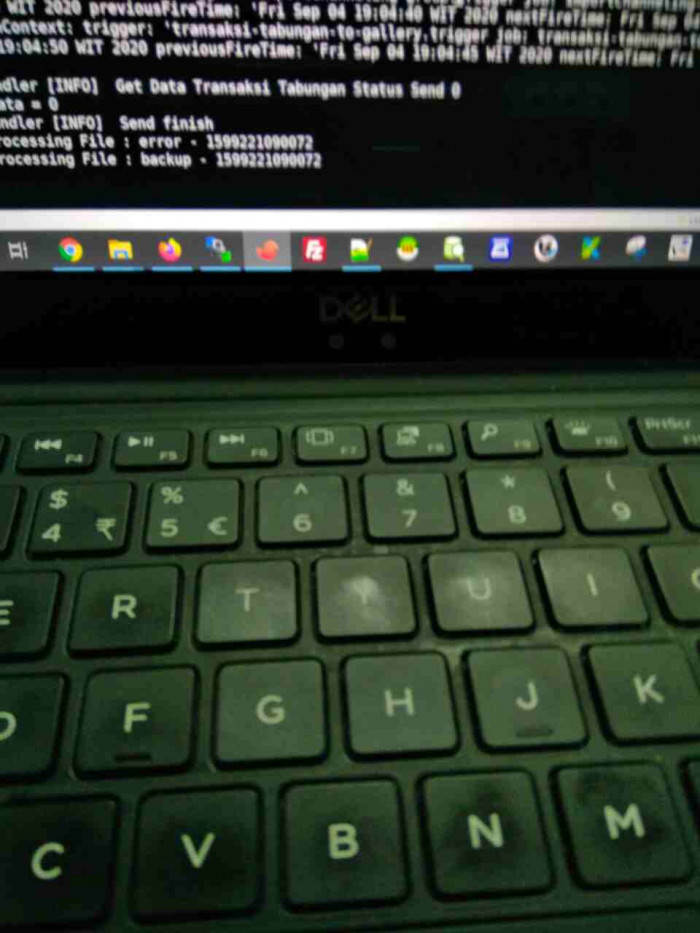 WIT 2020 previousFireTime: 'Fri Sep 04 19:04:40 WIT 2020 nextFireTime: Fri Sep
Context: trigger: 'transaksi-tabungan-to-gallery.trigger job:
19:04:50 WIT 2020 previousFireTime: 'Fri Sep 04 19:04:45 WIT 2020 nextFireTime: Fri
ndler [INFO] Get Data Transaksi Tabungan Status Send 0
ata = 0
ndler [INFO] Send finish
rocessing File : error - 1599221090072
rocessing File : backup - 1599221090072
Fz
DELL
F4 F5 F6 F7 F8 F9 F10 PrtScr
$ % ^ & * (
4 ₹ 5 € 6 7 8 9
E R T Y U I
D F G H J K
C V B N M